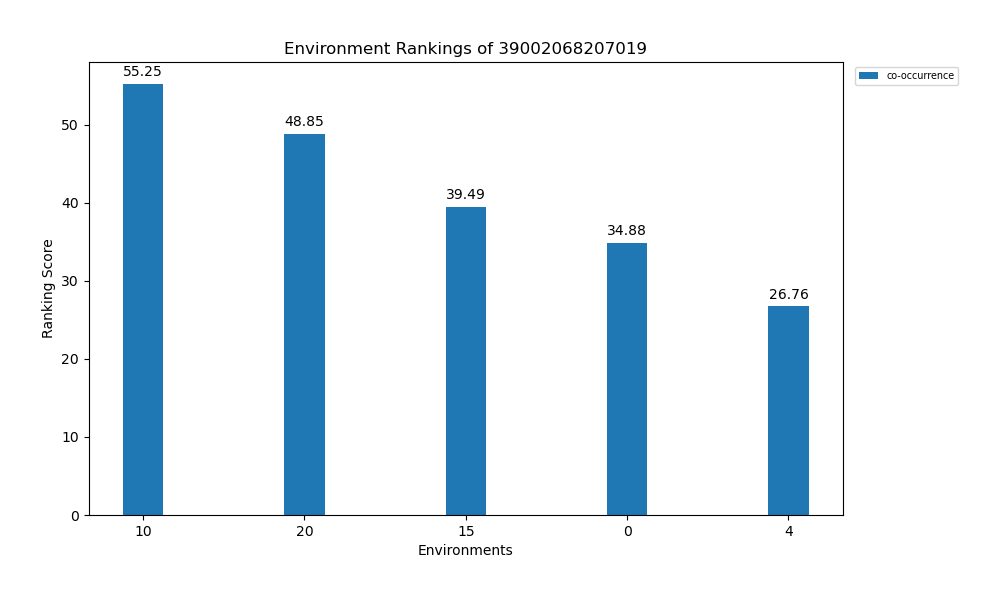 Environment Rankings of 39002068207019
co-occurrence
55.25
48.85
39.49
34.88
26.76
50
40
30
20
10
0
Ranking Score
10 20 15 0 4
Environments